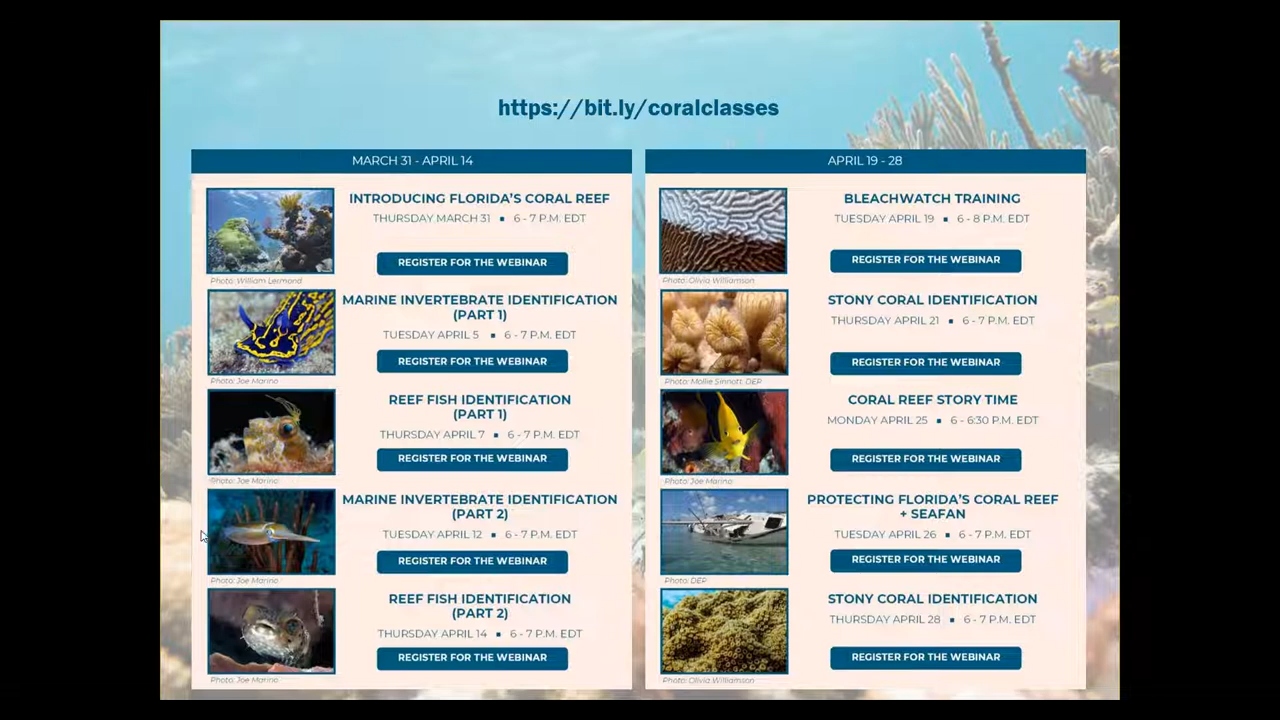 https://bit.ly/coralclasses
MARCH 31 - APRIL 14
INTRODUCING FLORIDA'S CORAL REEF
THURSDAY MARCH 31 ▪ 6 - 7 P.M. EDT
REGISTER FOR THE WEBINAR
Photo: William Lermond
MARINE INVERTEBRATE IDENTIFICATION
(PART 1)
TUESDAY APRIL 5 ▪ 6 - 7 P.M. EDT
REGISTER FOR THE WEBINAR
Photo: Joe Marino
REEF FISH IDENTIFICATION
(PART 1)
THURSDAY APRIL 7 ▪ 6 - 7 P.M. EDT
REGISTER FOR THE WEBINAR
Photo: Joe Marino
MARINE INVERTEBRATE IDENTIFICATION
(PART 2)
TUESDAY APRIL 12 ▪ 6 - 7 P.M. EDT
REGISTER FOR THE WEBINAR
Photo: Joe Marino
REEF FISH IDENTIFICATION
(PART 2)
THURSDAY APRIL 14 ▪ 6 - 7 P.M. EDT
REGISTER FOR THE WEBINAR
Photo: Joe Marino
APRIL 19 - 28
BLEACHWATCH TRAINING
TUESDAY APRIL 19 ▪ 6 - 8 P.M. EDT
REGISTER FOR THE WEBINAR
Photo: Olivia Williamson
STONY CORAL IDENTIFICATION
THURSDAY APRIL 21 ▪ 6 - 7 P.M. EDT
REGISTER FOR THE WEBINAR
Photo: Mollie Sinnott, DEP
CORAL REEF STORY TIME
MONDAY APRIL 25 ▪ 6 - 6:30 P.M. EDT
REGISTER FOR THE WEBINAR
Photo: Joe Marino
PROTECTING FLORIDA'S CORAL REEF
+ SEAFAN
TUESDAY APRIL 26 ▪ 6 - 7 P.M. EDT
REGISTER FOR THE WEBINAR
Photo: DEP
STONY CORAL IDENTIFICATION
THURSDAY APRIL 28 ▪ 6 - 7 P.M. EDT
REGISTER FOR THE WEBINAR
Photo: Olivia Williamson